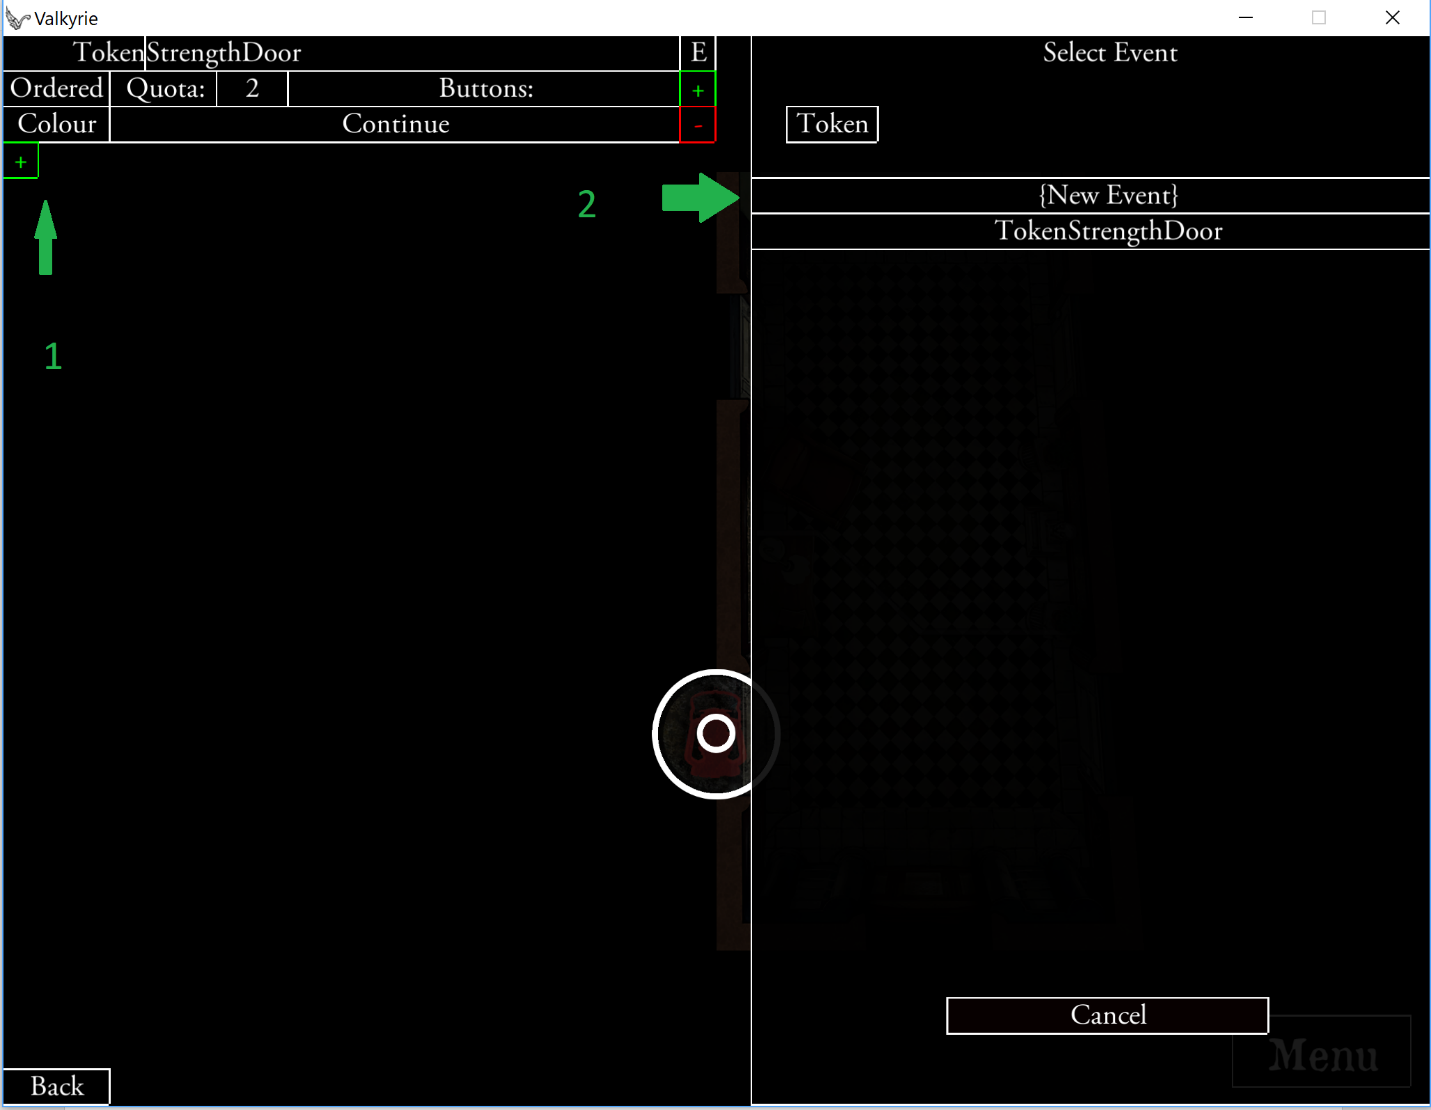 Valkyrie
TokenStrengthDoor E
Ordered Quota: 2 Buttons: +
Colour Continue -
+
1
2
Select Event
Token
{New Event}
TokenStrengthDoor
Cancel
Menu
Back